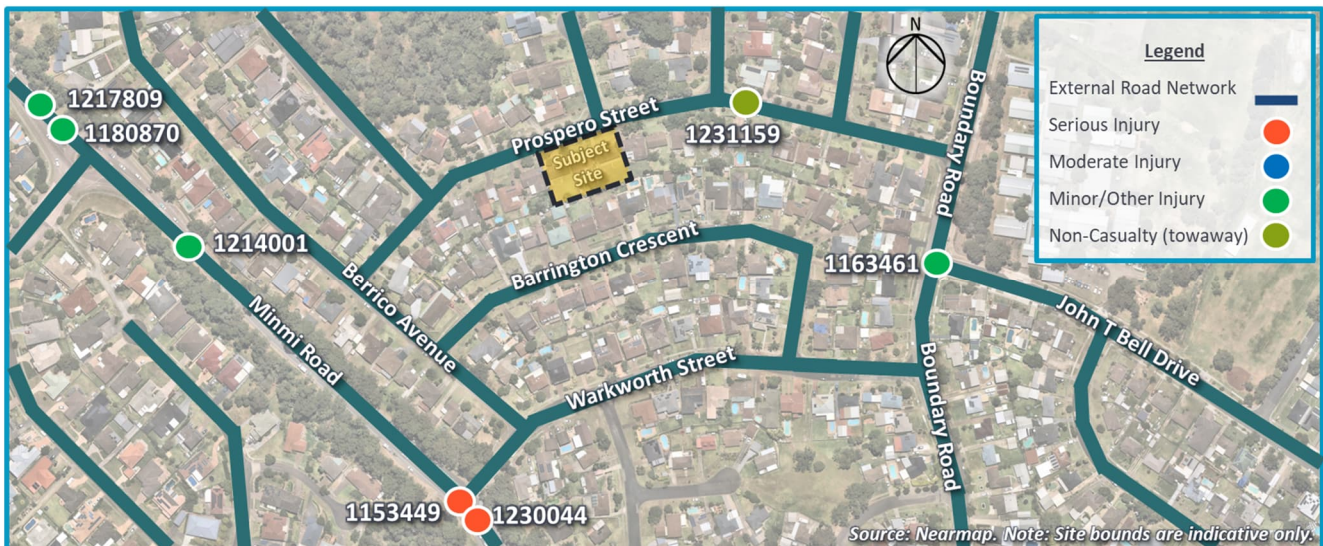 N
Legend
External Road Network
Serious Injury
Moderate Injury
Minor/Other Injury
Non-Casualty (towaway)
1217809
1180870
Prospero Street
1231159
Boundary Road
Subject
Site
1214001
Barrington Crescent
1163461
Berrico Avenue
Minmi Road
John T Bell Drive
Warkworth Street
Boundary Road
1153449
1230044
Source: Nearmap. Note: Site bounds are indicative only.